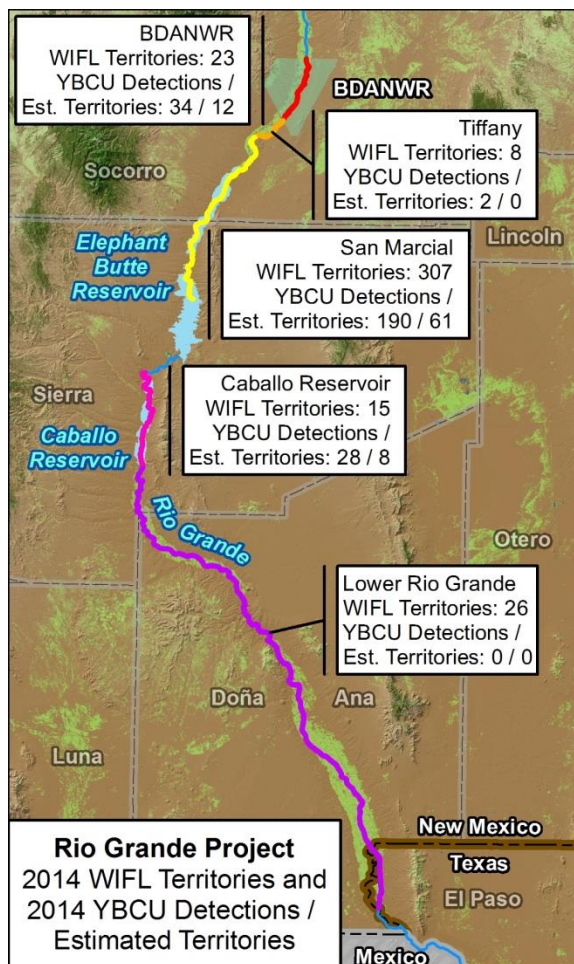 BDANWR
WIFL Territories: 23
YBCU Detections /
Est. Territories: 34 / 12
BDANWR
Tiffany
WIFL Territories: 8
YBCU Detections /
Est. Territories: 2 / 0
Socorro
Lincoln
Elephant
Butte
Reservoir
San Marcial
WIFL Territories: 307
YBCU Detections /
Est. Territories: 190 / 61
Sierra
Caballo Reservoir
WIFL Territories: 15
YBCU Detections /
Est. Territories: 28 / 8
Caballo
Reservoir
Rio Grande
Otero
Lower Rio Grande
WIFL Territories: 26
YBCU Detections /
Est. Territories: 0 / 0
Doña Ana
Luna
New Mexico
Texas
El Paso
Mexico
Rio Grande Project
2014 WIFL Territories and
2014 YBCU Detections /
Estimated Territories